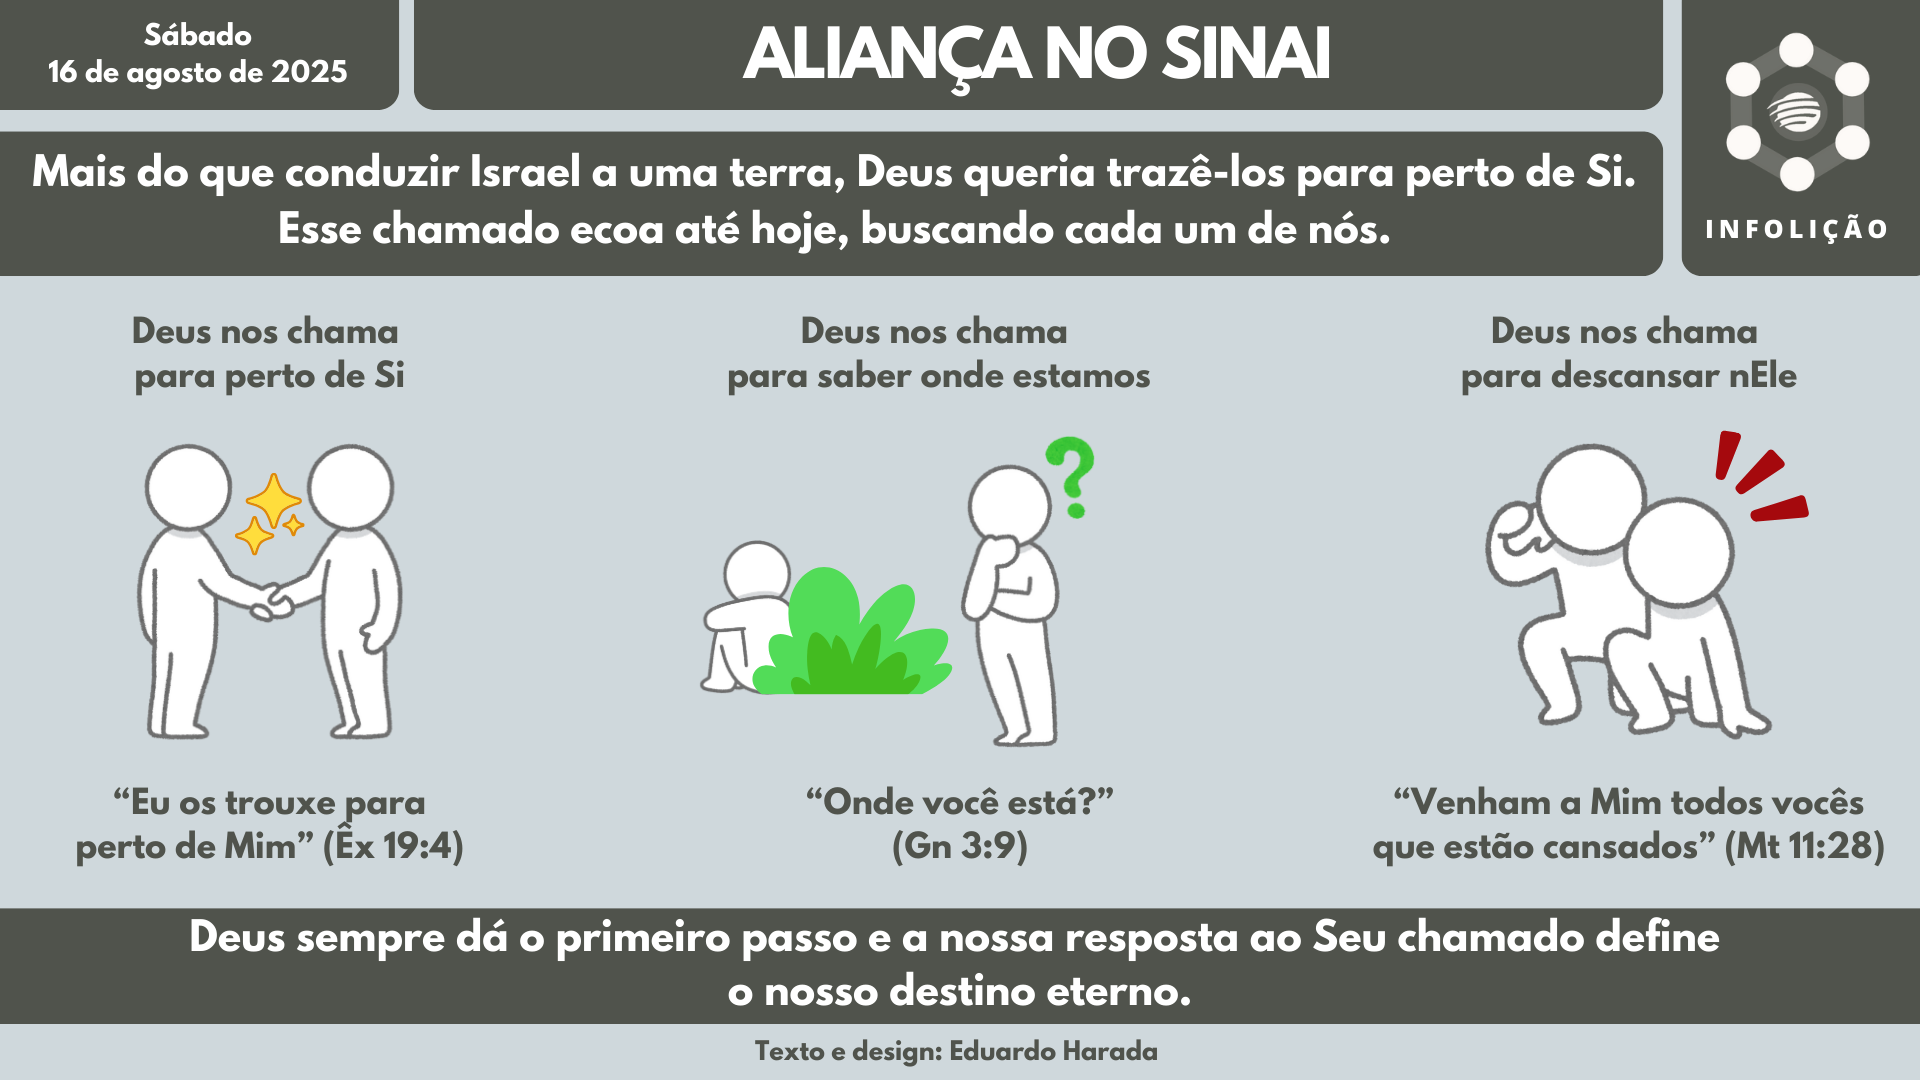 Sábado
16 de agosto de 2025
ALIANÇA NO SINAI
Mais do que conduzir Israel a uma terra, Deus queria trazê-los para perto de Si.
Esse chamado ecoa até hoje, buscando cada um de nós.
INFOLIÇÃO
Deus nos chama
para perto de Si
Deus nos chama
para saber onde estamos
Deus nos chama
para descansar nEle
?
“Eu os trouxe para
perto de Mim” (Êx 19:4)
“Onde você está?”
(Gn 3:9)
“Venham a Mim todos vocês
que estão cansados” (Mt 11:28)
Deus sempre dá o primeiro passo e a nossa resposta ao Seu chamado define
o nosso destino eterno.
Texto e design: Eduardo Harada